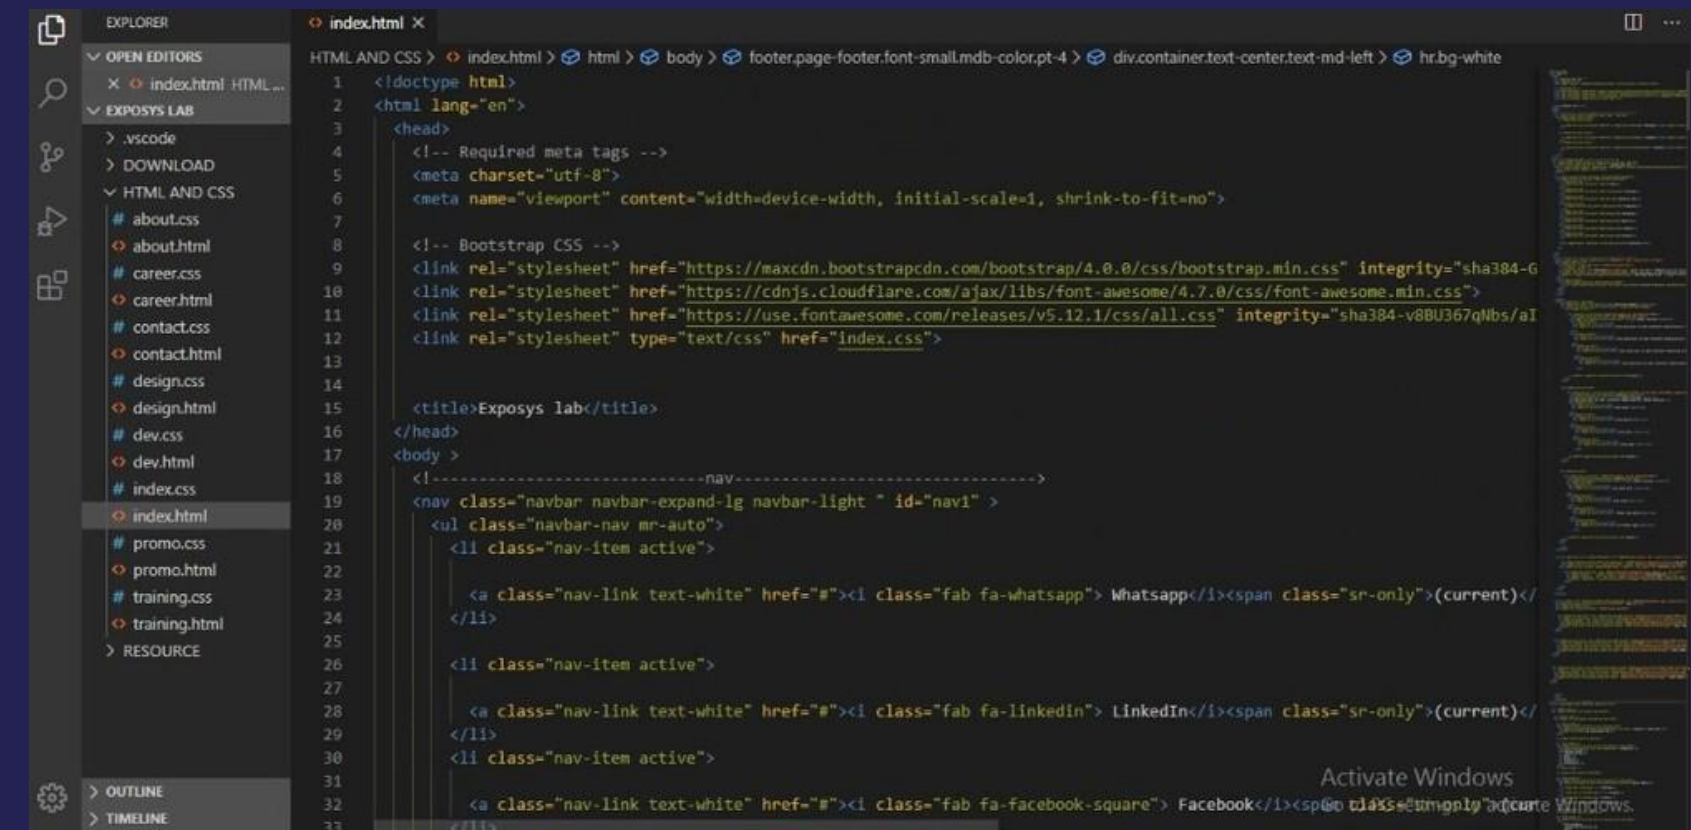 EXPLORER
OPEN EDITORS
index.html HTML ...
EXPOSYS LAB
.vscode
DOWNLOAD
HTML AND CSS
# about.css
about.html
# career.css
career.html
# contact.css
contact.html
# design.css
design.html
# dev.css
dev.html
# index.css
index.html
# promo.css
promo.html
# training.css
training.html
RESOURCE
OUTLINE
TIMELINE
index.html
HTML AND CSS > index.html > html > body > footer.page-footer.font-small.mdb-color.pt-4 > div.container.text-center.text-md-left > hr.bg-white
1 <!doctype html>
2 <html lang="en">
3 <head>
4 <!-- Required meta tags -->
5 <meta charset="utf-8">
6 <meta name="viewport" content="width=device-width, initial-scale=1, shrink-to-fit=no">
7
8 <!-- Bootstrap CSS -->
9 <link rel="stylesheet" href="https://maxcdn.bootstrapcdn.com/bootstrap/4.0.0/css/bootstrap.min.css" integrity="sha384-G
10 <link rel="stylesheet" href="https://cdnjs.cloudflare.com/ajax/libs/font-awesome/4.7.0/css/font-awesome.min.css">
11 <link rel="stylesheet" href="https://use.fontawesome.com/releases/v5.12.1/css/all.css" integrity="sha384-v8BU367qNbs/aI
12 <link rel="stylesheet" type="text/css" href="index.css">
13
14
15 <title>Exposys lab</title>
16 </head>
17 <body >
18 <!-----------------------------nav-------------------------------->
19 <nav class="navbar navbar-expand-lg navbar-light " id="nav1" >
20 <ul class="navbar-nav mr-auto">
21 <li class="nav-item active">
22
23 <a class="nav-link text-white" href="#"><i class="fab fa-whatsapp"> Whatsapp</i><span class="sr-only">(current)</
24 </li>
25
26 <li class="nav-item active">
27
28 <a class="nav-link text-white" href="#"><i class="fab fa-linkedin"> LinkedIn</i><span class="sr-only">(current)</
29 </li>
30 <li class="nav-item active">
31
32 <a class="nav-link text-white" href="#"><i class="fab fa-facebook-square"> Facebook</i><span class="sr-only">
33 </li>
Activate Windows
Go to PC settings to activate Windows.